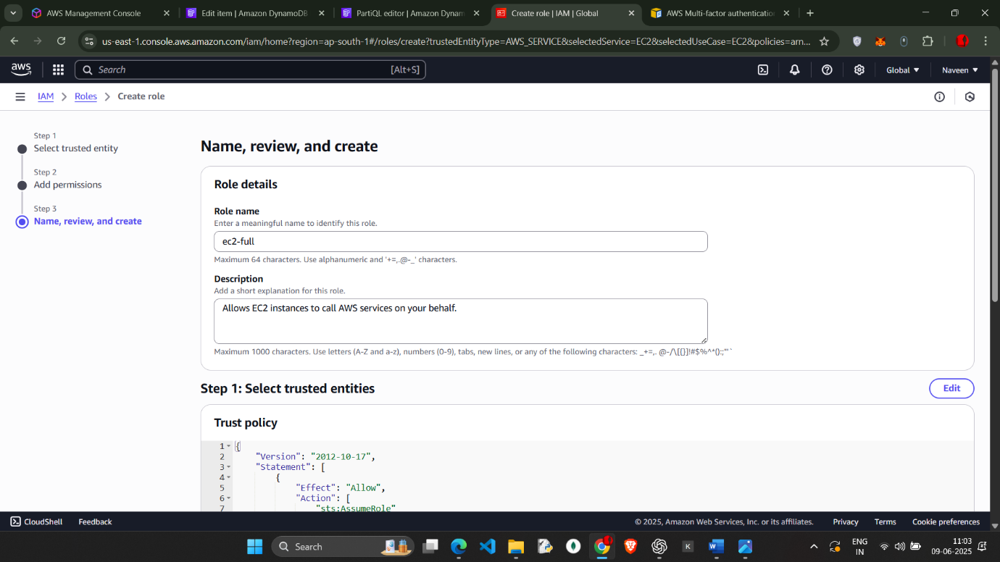 AWS Management Console
Edit item | Amazon DynamoDB
PartiQL editor | Amazon Dynam
Create role | IAM | Global
AWS Multi-factor authentication
us-east-1.console.aws.amazon.com/iam/home?region=ap-south-1#/roles/create?trustedEntityType=AWS_SERVICE&selectedService=EC2&selectedUseCase=EC2&policies=arn...
aws
Search
[Alt+S]
Global
Naveen
IAM
Roles
Create role
Step 1
Select trusted entity
Step 2
Add permissions
Step 3
Name, review, and create
Name, review, and create
Role details
Role name
Enter a meaningful name to identify this role.
ec2-full
Maximum 64 characters. Use alphanumeric and '+=,.@-_' characters.
Description
Add a short explanation for this role.
Allows EC2 instances to call AWS services on your behalf.
Maximum 1000 characters. Use letters (A-Z and a-z), numbers (0-9), tabs, new lines, or any of the following characters: _+=,. @-/\[{}]!#$%^*();:"'`
Step 1: Select trusted entities
Edit
Trust policy
1 {
2 "Version": "2012-10-17",
3 "Statement": [
4 {
5 "Effect": "Allow",
6 "Action": [
7 "sts:AssumeRole"
CloudShell
Feedback
© 2025, Amazon Web Services, Inc. or its affiliates.
Privacy
Terms
Cookie preferences
Search
K
ENG
IN
11:03
09-06-2025